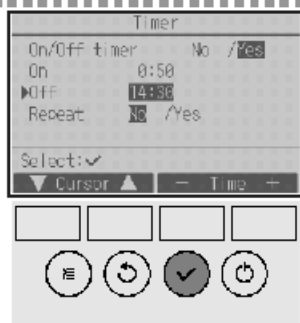 Timer
On/Off timer No /Yes
On 0:50
▶Off 14:30
Repeat No /Yes
Select:✓
▼ Cursor ▲ − Time +